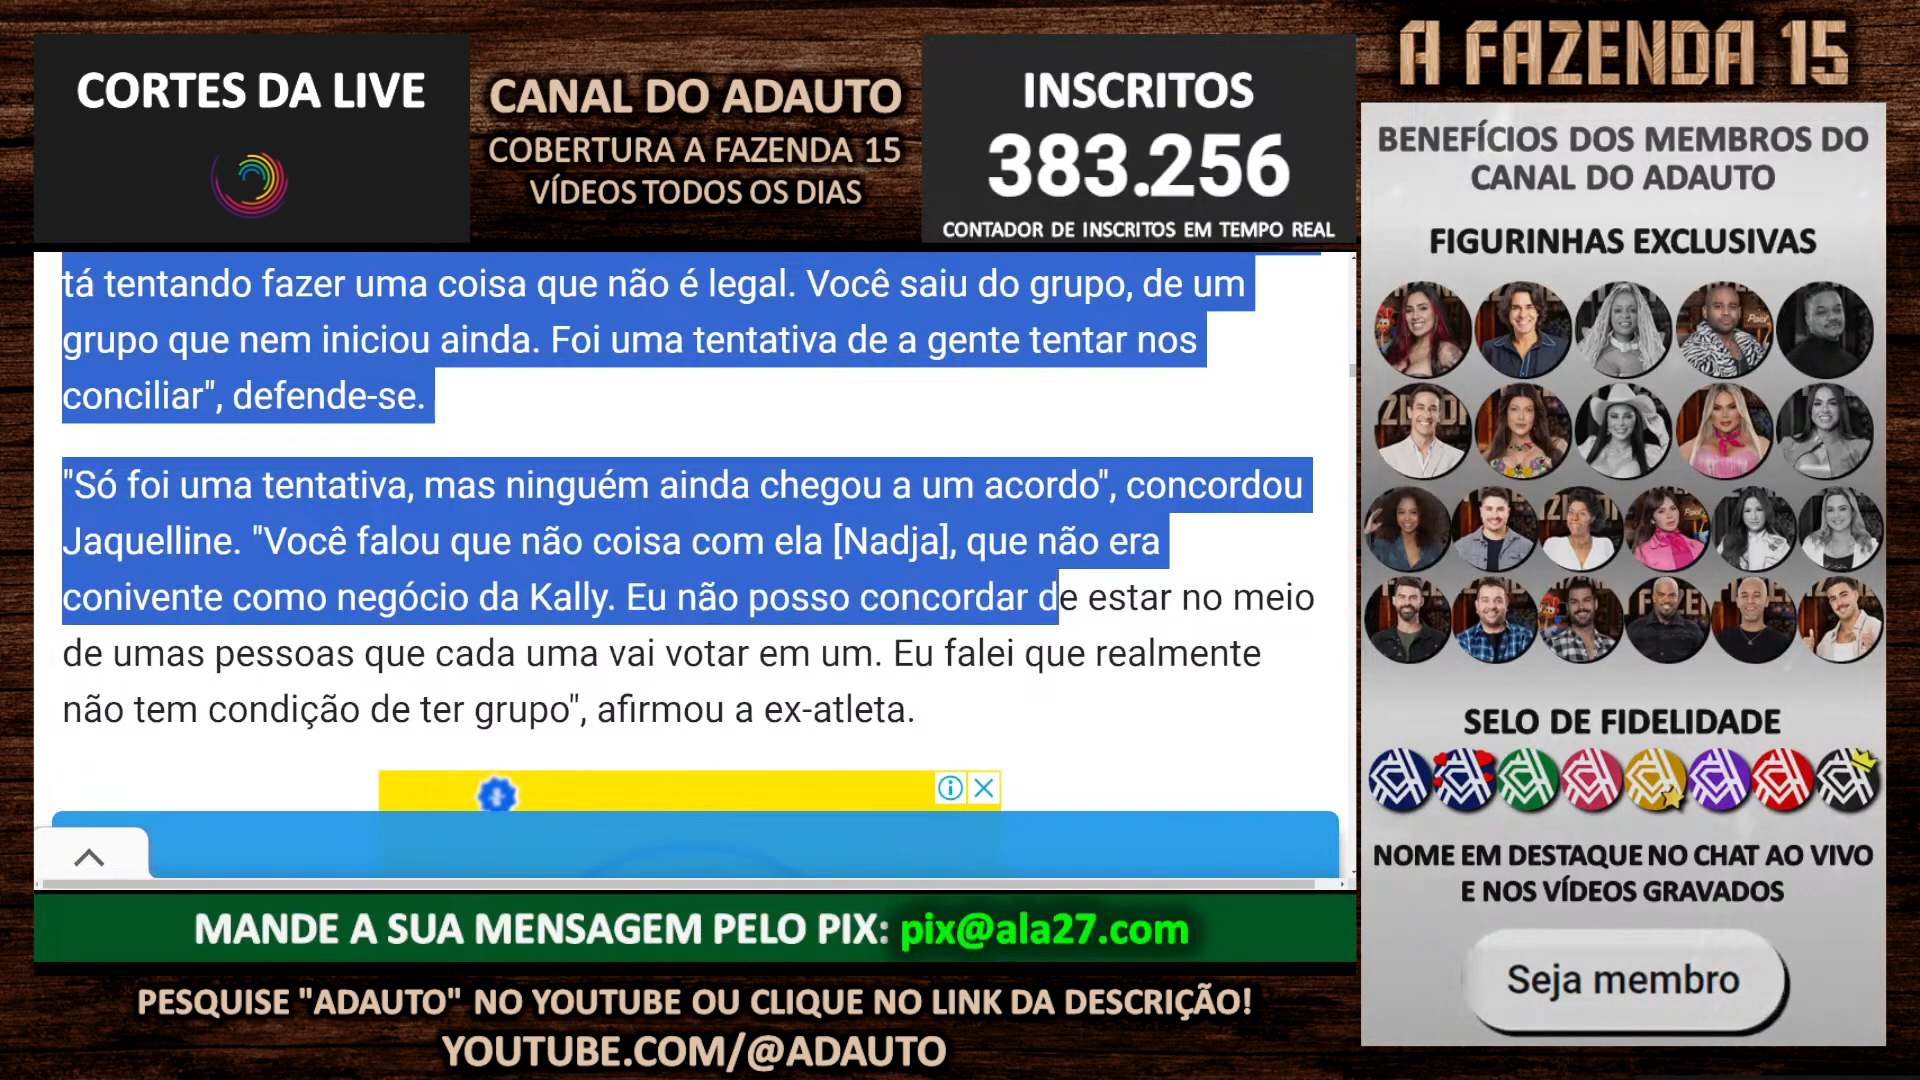 CORTES DA LIVE
CANAL DO ADAUTO
COBERTURA A FAZENDA 15
VÍDEOS TODOS OS DIAS
INSCRITOS
383.256
CONTADOR DE INSCRITOS EM TEMPO REAL
A FAZENDA 15
BENEFÍCIOS DOS MEMBROS DO
CANAL DO ADAUTO
FIGURINHAS EXCLUSIVAS
tá tentando fazer uma coisa que não é legal. Você saiu do grupo, de um
grupo que nem iniciou ainda. Foi uma tentativa de a gente tentar nos
conciliar", defende-se.
"Só foi uma tentativa, mas ninguém ainda chegou a um acordo", concordou
Jaquelline. "Você falou que não coisa com ela [Nadja], que não era
conivente como negócio da Kally. Eu não posso concordar de estar no meio
de umas pessoas que cada uma vai votar em um. Eu falei que realmente
não tem condição de ter grupo", afirmou a ex-atleta.
SELO DE FIDELIDADE
NOME EM DESTAQUE NO CHAT AO VIVO
E NOS VÍDEOS GRAVADOS
Seja membro
MANDE A SUA MENSAGEM PELO PIX: pix@ala27.com
PESQUISE "ADAUTO" NO YOUTUBE OU CLIQUE NO LINK DA DESCRIÇÃO!
YOUTUBE.COM/@ADAUTO